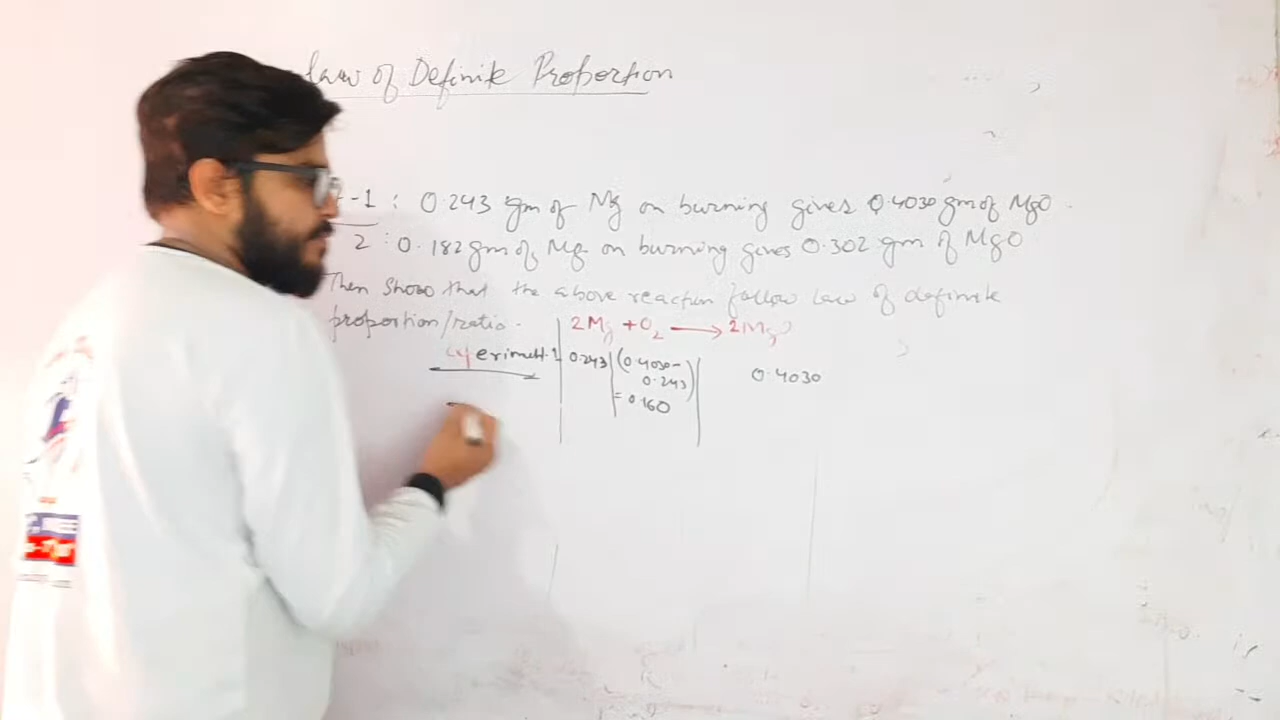 Law of Definite Proportion
-1 : 0.243 gm of Mg on burning gives 0.4030 gm of MgO.
2 : 0.182 gm of Mg on burning gives 0.302 gm of MgO
Then show that the above reaction follow law of definite
proportion/ratio.
2Mg + O2 → 2MgO
experiment-1 0.243 (0.4030-
0.243)
= 0.160
0.4030